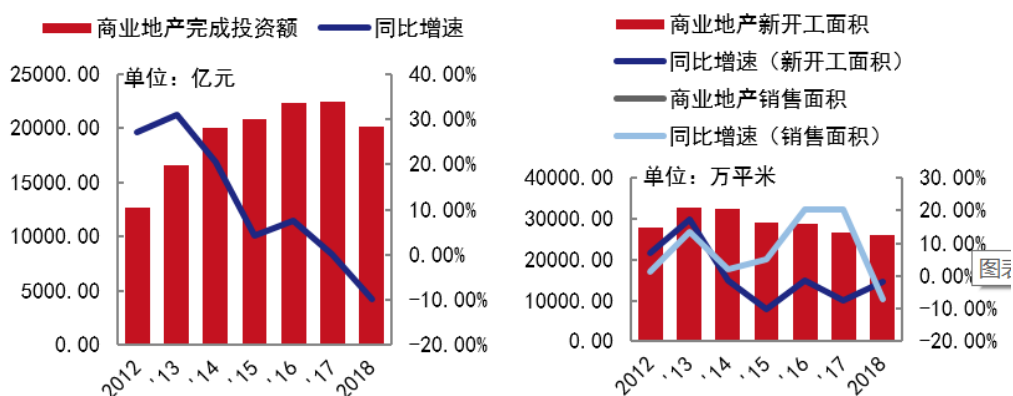 商业地产完成投资额 同比增速
单位：亿元
25000.00
20000.00
15000.00
10000.00
5000.00
0.00
40.00%
30.00%
20.00%
10.00%
0.00%
-10.00%
-20.00%
2012 '13 '14 '15 '16 '17 2018
商业地产新开工面积
同比增速（新开工面积）
商业地产销售面积
同比增速（销售面积）
单位：万平米
40000.00
30000.00
20000.00
10000.00
0.00
30.00%
20.00%
10.00%
0.00%
-10.00%
-20.00%
2012 '13 '14 '15 '16 '17 2018
图表